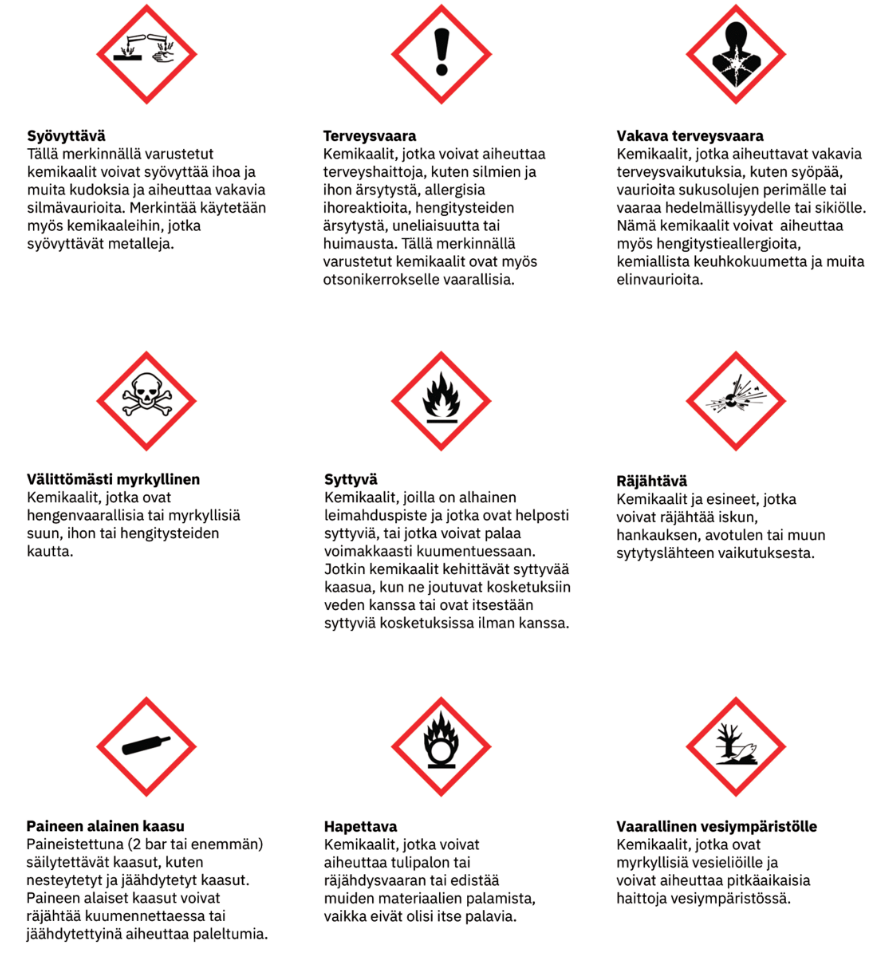 Syövyttävä
Tällä merkinnällä varustetut
kemikaalit voivat syövyttää ihoa ja
muita kudoksia ja aiheuttaa vakavia
silmävaurioita. Merkintää käytetään
myös kemikaaleihin, jotka
syövyttävät metalleja.
Terveysvaara
Kemikaalit, jotka voivat aiheuttaa
terveyshaittoja, kuten silmien ja
ihon ärsytystä, allergisia
ihoreaktioita, hengitysteiden
ärsytystä, uneliaisuutta tai
huimausta. Tällä merkinnällä
varustetut kemikaalit ovat myös
otsonikerrokselle vaarallisia.
Vakava terveysvaara
Kemikaalit, jotka aiheuttavat vakavia
terveysvaikutuksia, kuten syöpää,
vaurioita sukusolujen perimälle tai
vaaraa hedelmällisyydelle tai sikiölle.
Nämä kemikaalit voivat aiheuttaa
myös hengitystieallergioita,
kemiallista keuhkokuumetta ja muita
elinvaurioita.
Välittömästi myrkyllinen
Kemikaalit, jotka ovat
hengenvaarallisia tai myrkyllisiä
suun, ihon tai hengitysteiden
kautta.
Syttyvä
Kemikaalit, joilla on alhainen
leimahduspiste ja jotka ovat helposti
syttyviä, tai jotka voivat palaa
voimakkaasti kuumentuessaan.
Jotkin kemikaalit kehittävät syttyvää
kaasua, kun ne joutuvat kosketuksiin
veden kanssa tai ovat itsestään
syttyviä kosketuksissa ilman kanssa.
Räjähtävä
Kemikaalit ja esineet, jotka
voivat räjähtää iskun,
hankauksen, avotulen tai muun
sytytyslähteen vaikutuksesta.
Paineen alainen kaasu
Paineistettuna (2 bar tai enemmän)
säilytettävät kaasut, kuten
nesteytetyt ja jäähdytetyt kaasut.
Paineen alaiset kaasut voivat
räjähtää kuumennettaessa tai
jäähdytettyinä aiheuttaa paleltumia.
Hapettava
Kemikaalit, jotka voivat
aiheuttaa tulipalon tai
räjähdysvaaran tai edistää
muiden materiaalien palamista,
vaikka eivät olisi itse palavia.
Vaarallinen vesiympäristölle
Kemikaalit, jotka ovat
myrkyllisiä vesieliöille ja
voivat aiheuttaa pitkäaikaisia
haittoja vesiympäristössä.